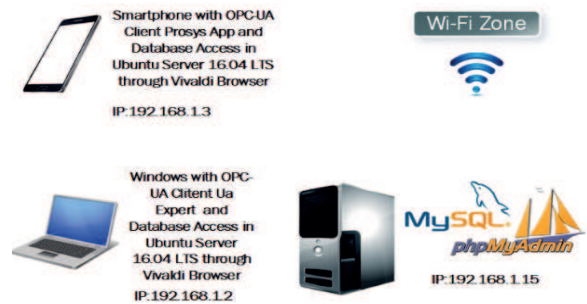 Smartphone with OPC-UA
Client Prosys App and
Database Access in
Ubuntu Server 16.04 LTS
through Vivaldi Browser
IP:192.168.1.3
Wi-Fi Zone
Windows with OPC-
UA Clitent Ua
Expert and
Database Access in
Ubuntu Server
16.04 LTS through
Vivaldi Browser
IP:192.168.1.2
MySQL
phpMyAdmin
IP:192.168.1.15